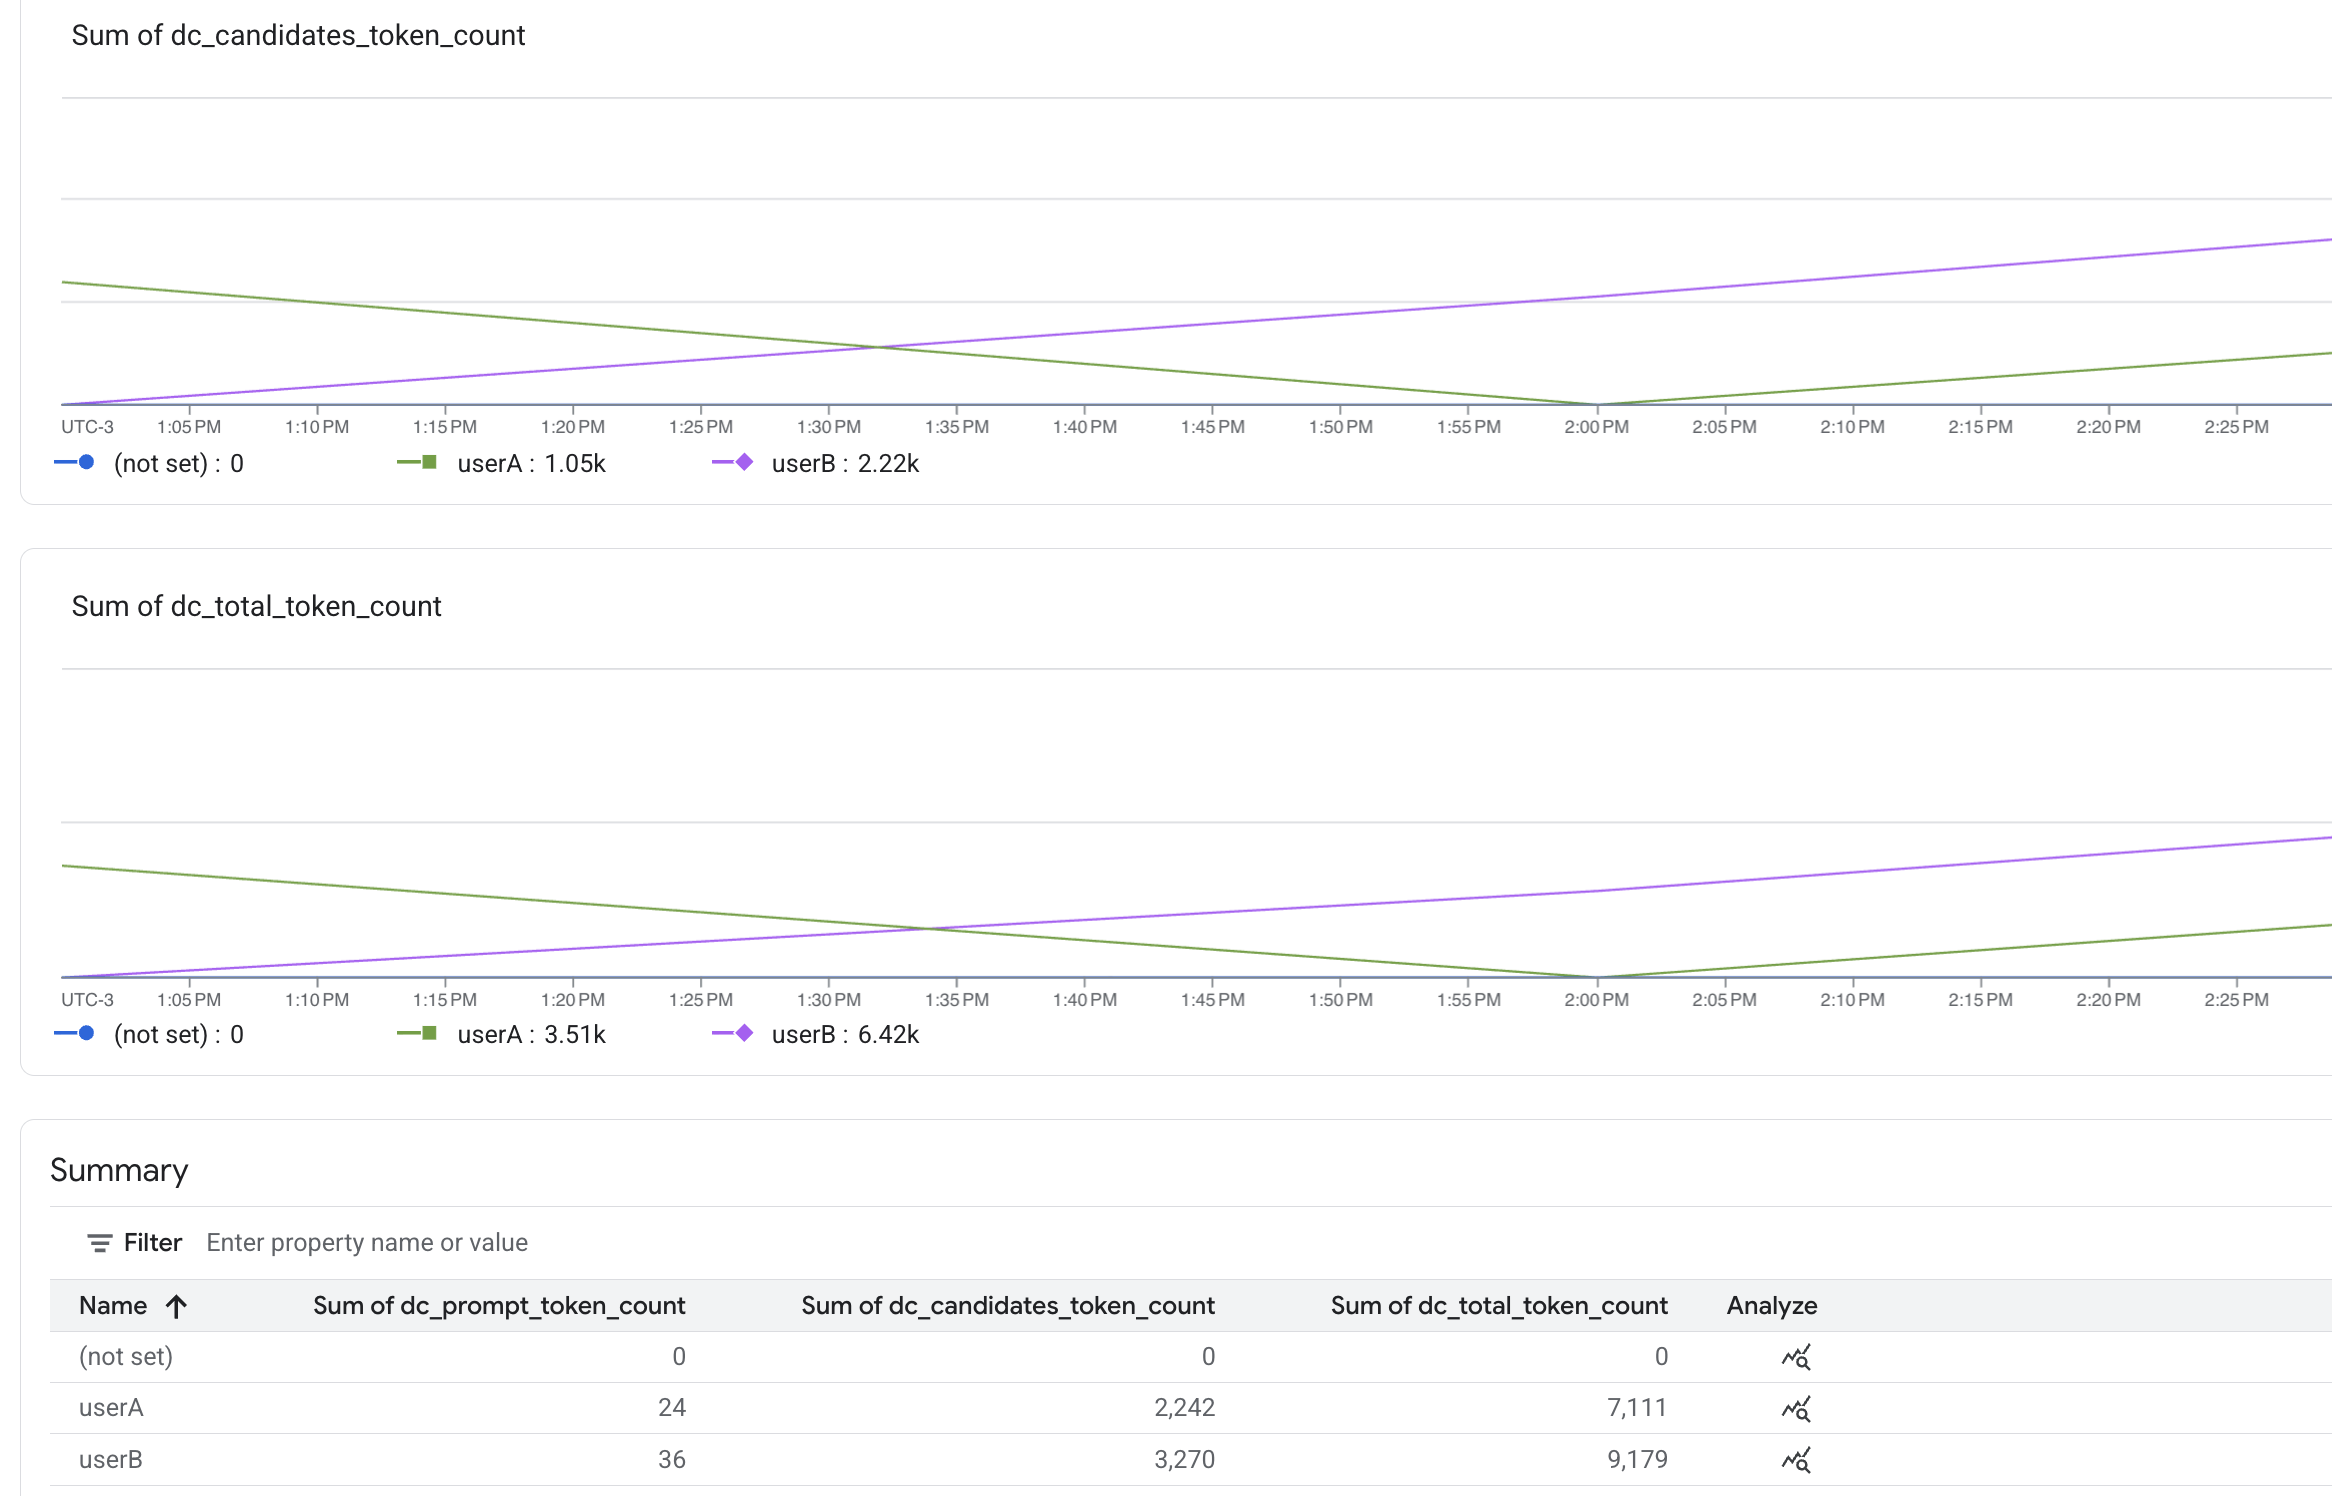 Sum of dc_candidates_token_count
UTC-3 1:05 PM 1:10 PM 1:15 PM 1:20 PM 1:25 PM 1:30 PM 1:35 PM 1:40 PM 1:45 PM 1:50 PM 1:55 PM 2:00 PM 2:05 PM 2:10 PM 2:15 PM 2:20 PM 2:25 PM
(not set) : 0 userA : 1.05k userB : 2.22k
Sum of dc_total_token_count
UTC-3 1:05 PM 1:10 PM 1:15 PM 1:20 PM 1:25 PM 1:30 PM 1:35 PM 1:40 PM 1:45 PM 1:50 PM 1:55 PM 2:00 PM 2:05 PM 2:10 PM 2:15 PM 2:20 PM 2:25 PM
(not set) : 0 userA : 3.51k userB : 6.42k
Summary
Filter Enter property name or value
Name Sum of dc_prompt_token_count Sum of dc_candidates_token_count Sum of dc_total_token_count Analyze
(not set) 0 0 0
userA 24 2,242 7,111
userB 36 3,270 9,179